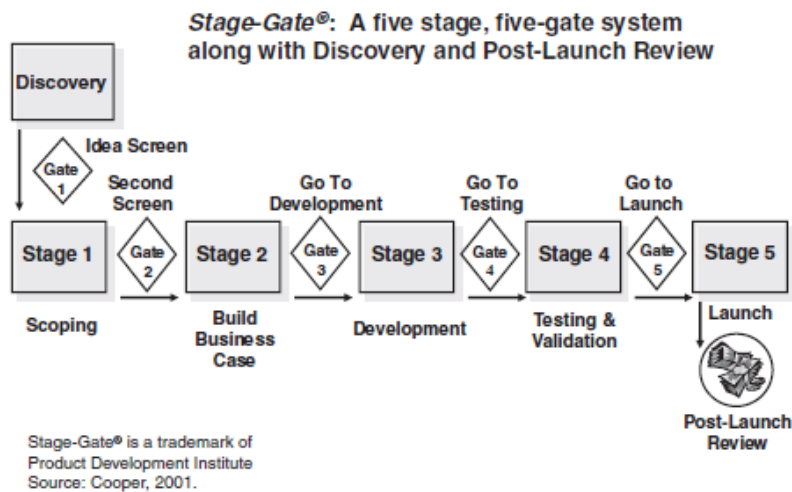 Stage-Gate®: A five stage, five-gate system
along with Discovery and Post-Launch Review
Discovery
Idea Screen
Gate
1
Second
Screen
Go To
Development
Go To
Testing
Go to
Launch
Stage 1
Gate
2
Stage 2
Gate
3
Stage 3
Gate
4
Stage 4
Gate
5
Stage 5
Scoping
Build
Business
Case
Development
Testing &
Validation
Launch
Post-Launch
Review
Stage-Gate® is a trademark of
Product Development Institute
Source: Cooper, 2001.